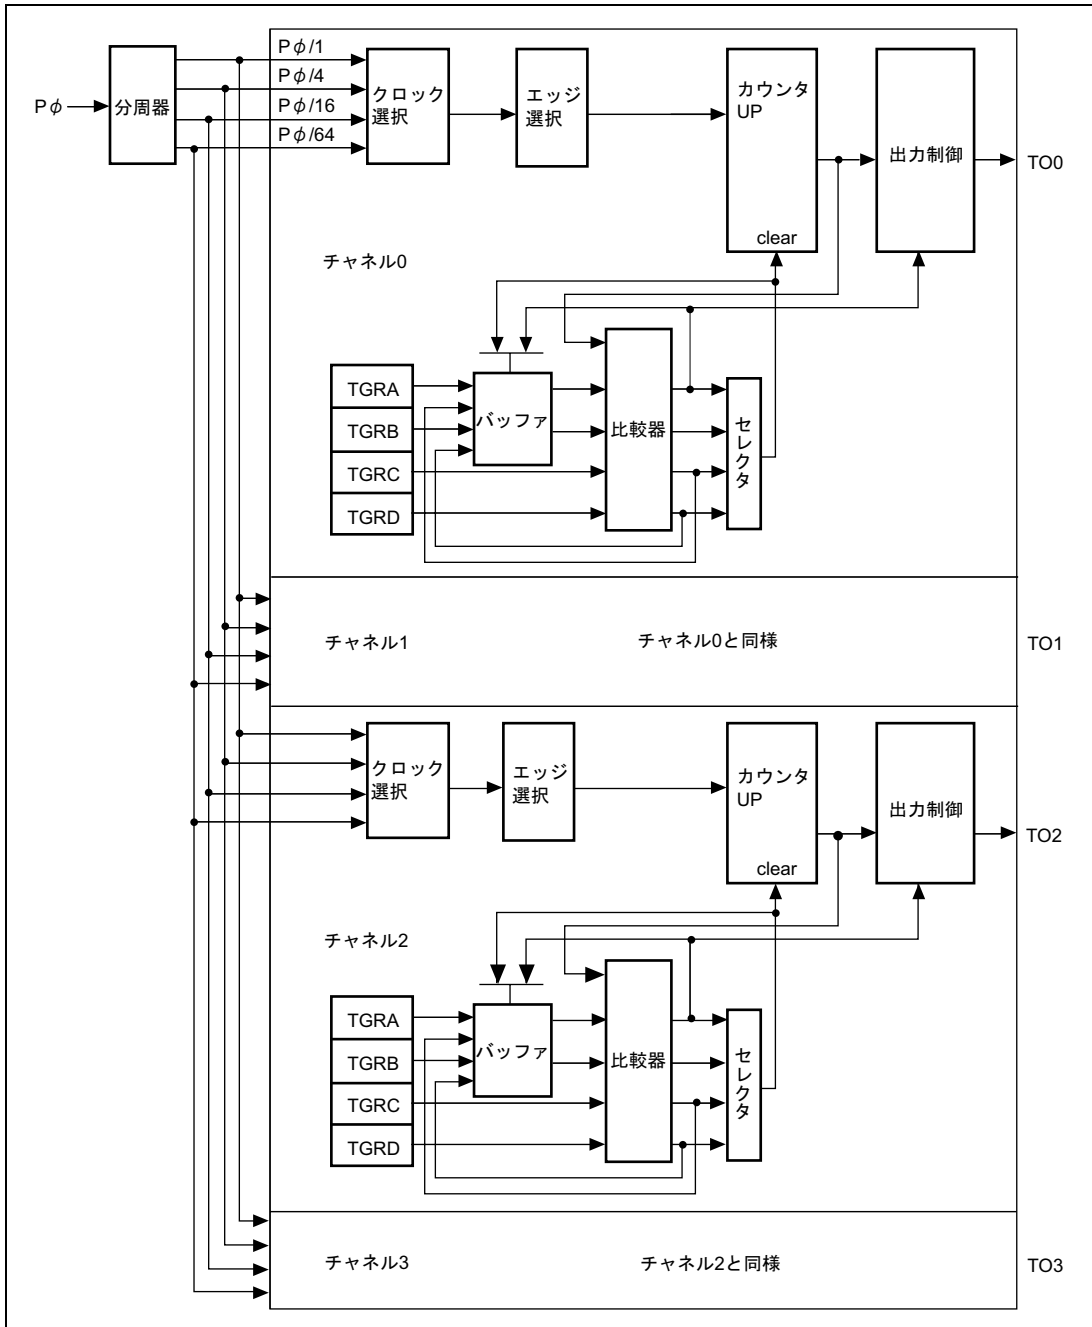 Pφ
分周器
Pφ/1
Pφ/4
Pφ/16
Pφ/64
クロック
選択
エッジ
選択
カウンタ
UP
clear
出力制御
TO0
チャネル0
TGRA
TGRB
TGRC
TGRD
バッファ
比較器
セレクタ
チャネル1
チャネル0と同様
TO1
クロック
選択
エッジ
選択
カウンタ
UP
clear
出力制御
TO2
チャネル2
TGRA
TGRB
TGRC
TGRD
バッファ
比較器
セレクタ
チャネル3
チャネル2と同様
TO3